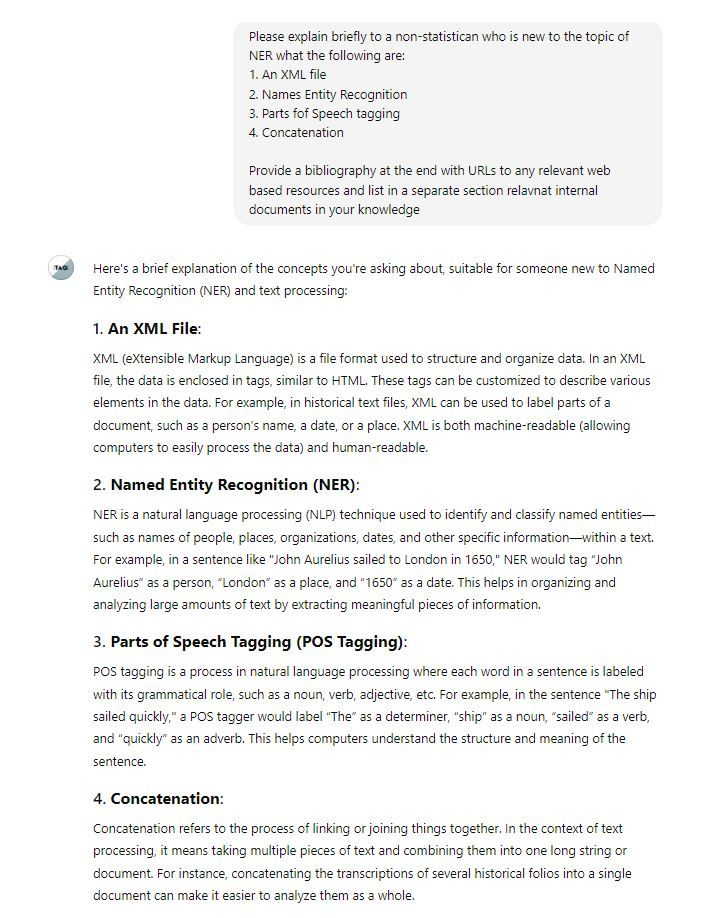 Please explain briefly to a non-statistican who is new to the topic of
NER what the following are:
1. An XML file
2. Names Entity Recognition
3. Parts fof Speech tagging
4. Concatenation
Provide a bibliography at the end with URLs to any relevant web
based resources and list in a separate section relavnat internal
documents in your knowledge
TAG
Here's a brief explanation of the concepts you're asking about, suitable for someone new to Named
Entity Recognition (NER) and text processing:
1. An XML File:
XML (eXtensible Markup Language) is a file format used to structure and organize data. In an XML
file, the data is enclosed in tags, similar to HTML. These tags can be customized to describe various
elements in the data. For example, in historical text files, XML can be used to label parts of a
document, such as a person's name, a date, or a place. XML is both machine-readable (allowing
computers to easily process the data) and human-readable.
2. Named Entity Recognition (NER):
NER is a natural language processing (NLP) technique used to identify and classify named entities—
such as names of people, places, organizations, dates, and other specific information—within a text.
For example, in a sentence like "John Aurelius sailed to London in 1650," NER would tag "John
Aurelius" as a person, "London" as a place, and "1650" as a date. This helps in organizing and
analyzing large amounts of text by extracting meaningful pieces of information.
3. Parts of Speech Tagging (POS Tagging):
POS tagging is a process in natural language processing where each word in a sentence is labeled
with its grammatical role, such as a noun, verb, adjective, etc. For example, in the sentence "The ship
sailed quickly," a POS tagger would label "The" as a determiner, "ship" as a noun, "sailed" as a verb,
and "quickly" as an adverb. This helps computers understand the structure and meaning of the
sentence.
4. Concatenation:
Concatenation refers to the process of linking or joining things together. In the context of text
processing, it means taking multiple pieces of text and combining them into one long string or
document. For instance, concatenating the transcriptions of several historical folios into a single
document can make it easier to analyze them as a whole.